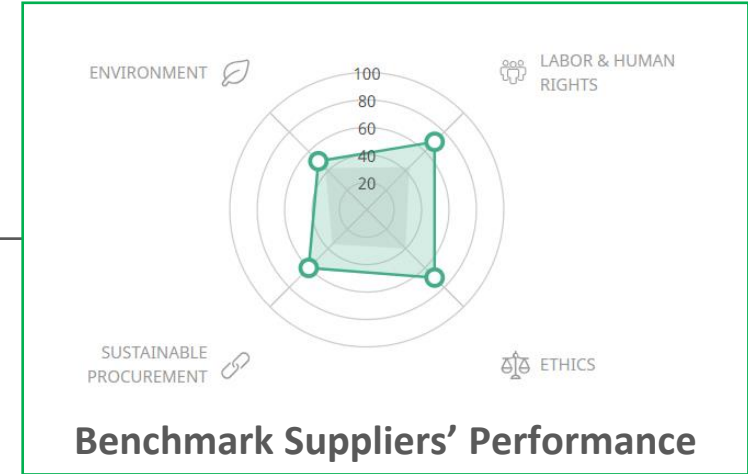 ENVIRONMENT
LABOR & HUMAN
RIGHTS
100
80
60
40
20
SUSTAINABLE
PROCUREMENT
ETHICS
Benchmark Suppliers’ Performance